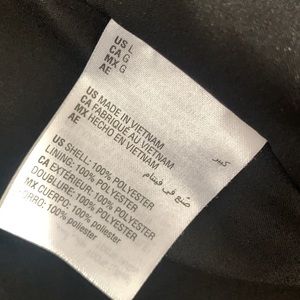 US L
CA G
MX G
AE كبير
US MADE IN VIETNAM
CA FABRIQUE AU VIETNAM
MX HECHO EN VIETNAM
AE صنع في فيتنام
US SHELL: 100% POLYESTER
LINING: 100% POLYESTER
CA EXTÉRIEUR: 100% POLYESTER
DOUBLURE: 100% POLYESTER
MX CUERPO: 100% poliester
100% poliester